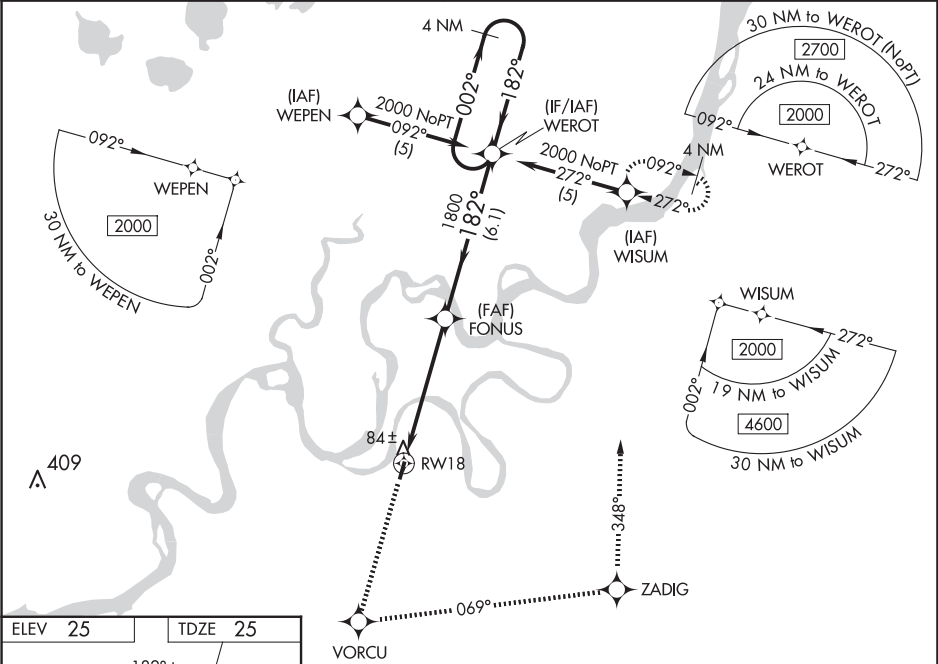 4 NM
002°
182°
(IAF)
WEPEN
2000 NoPT
092°
(5)
(IF/IAF)
WEROT
2000 NoPT
272°
(5)
092°
272°
4 NM
(IAF)
WISUM
30 NM to WEROT (NoPT)
2700
24 NM to WEROT
2000
092°
WEROT
272°
092°
WEPEN
2000
002°
30 NM to WEPEN
1800
182°
(6.1)
(FAF)
FONUS
WISUM
272°
2000
002°
19 NM to WISUM
4600
30 NM to WISUM
84±
RW18
409
348°
ZADIG
069°
VORCU
ELEV 25
TDZE 25